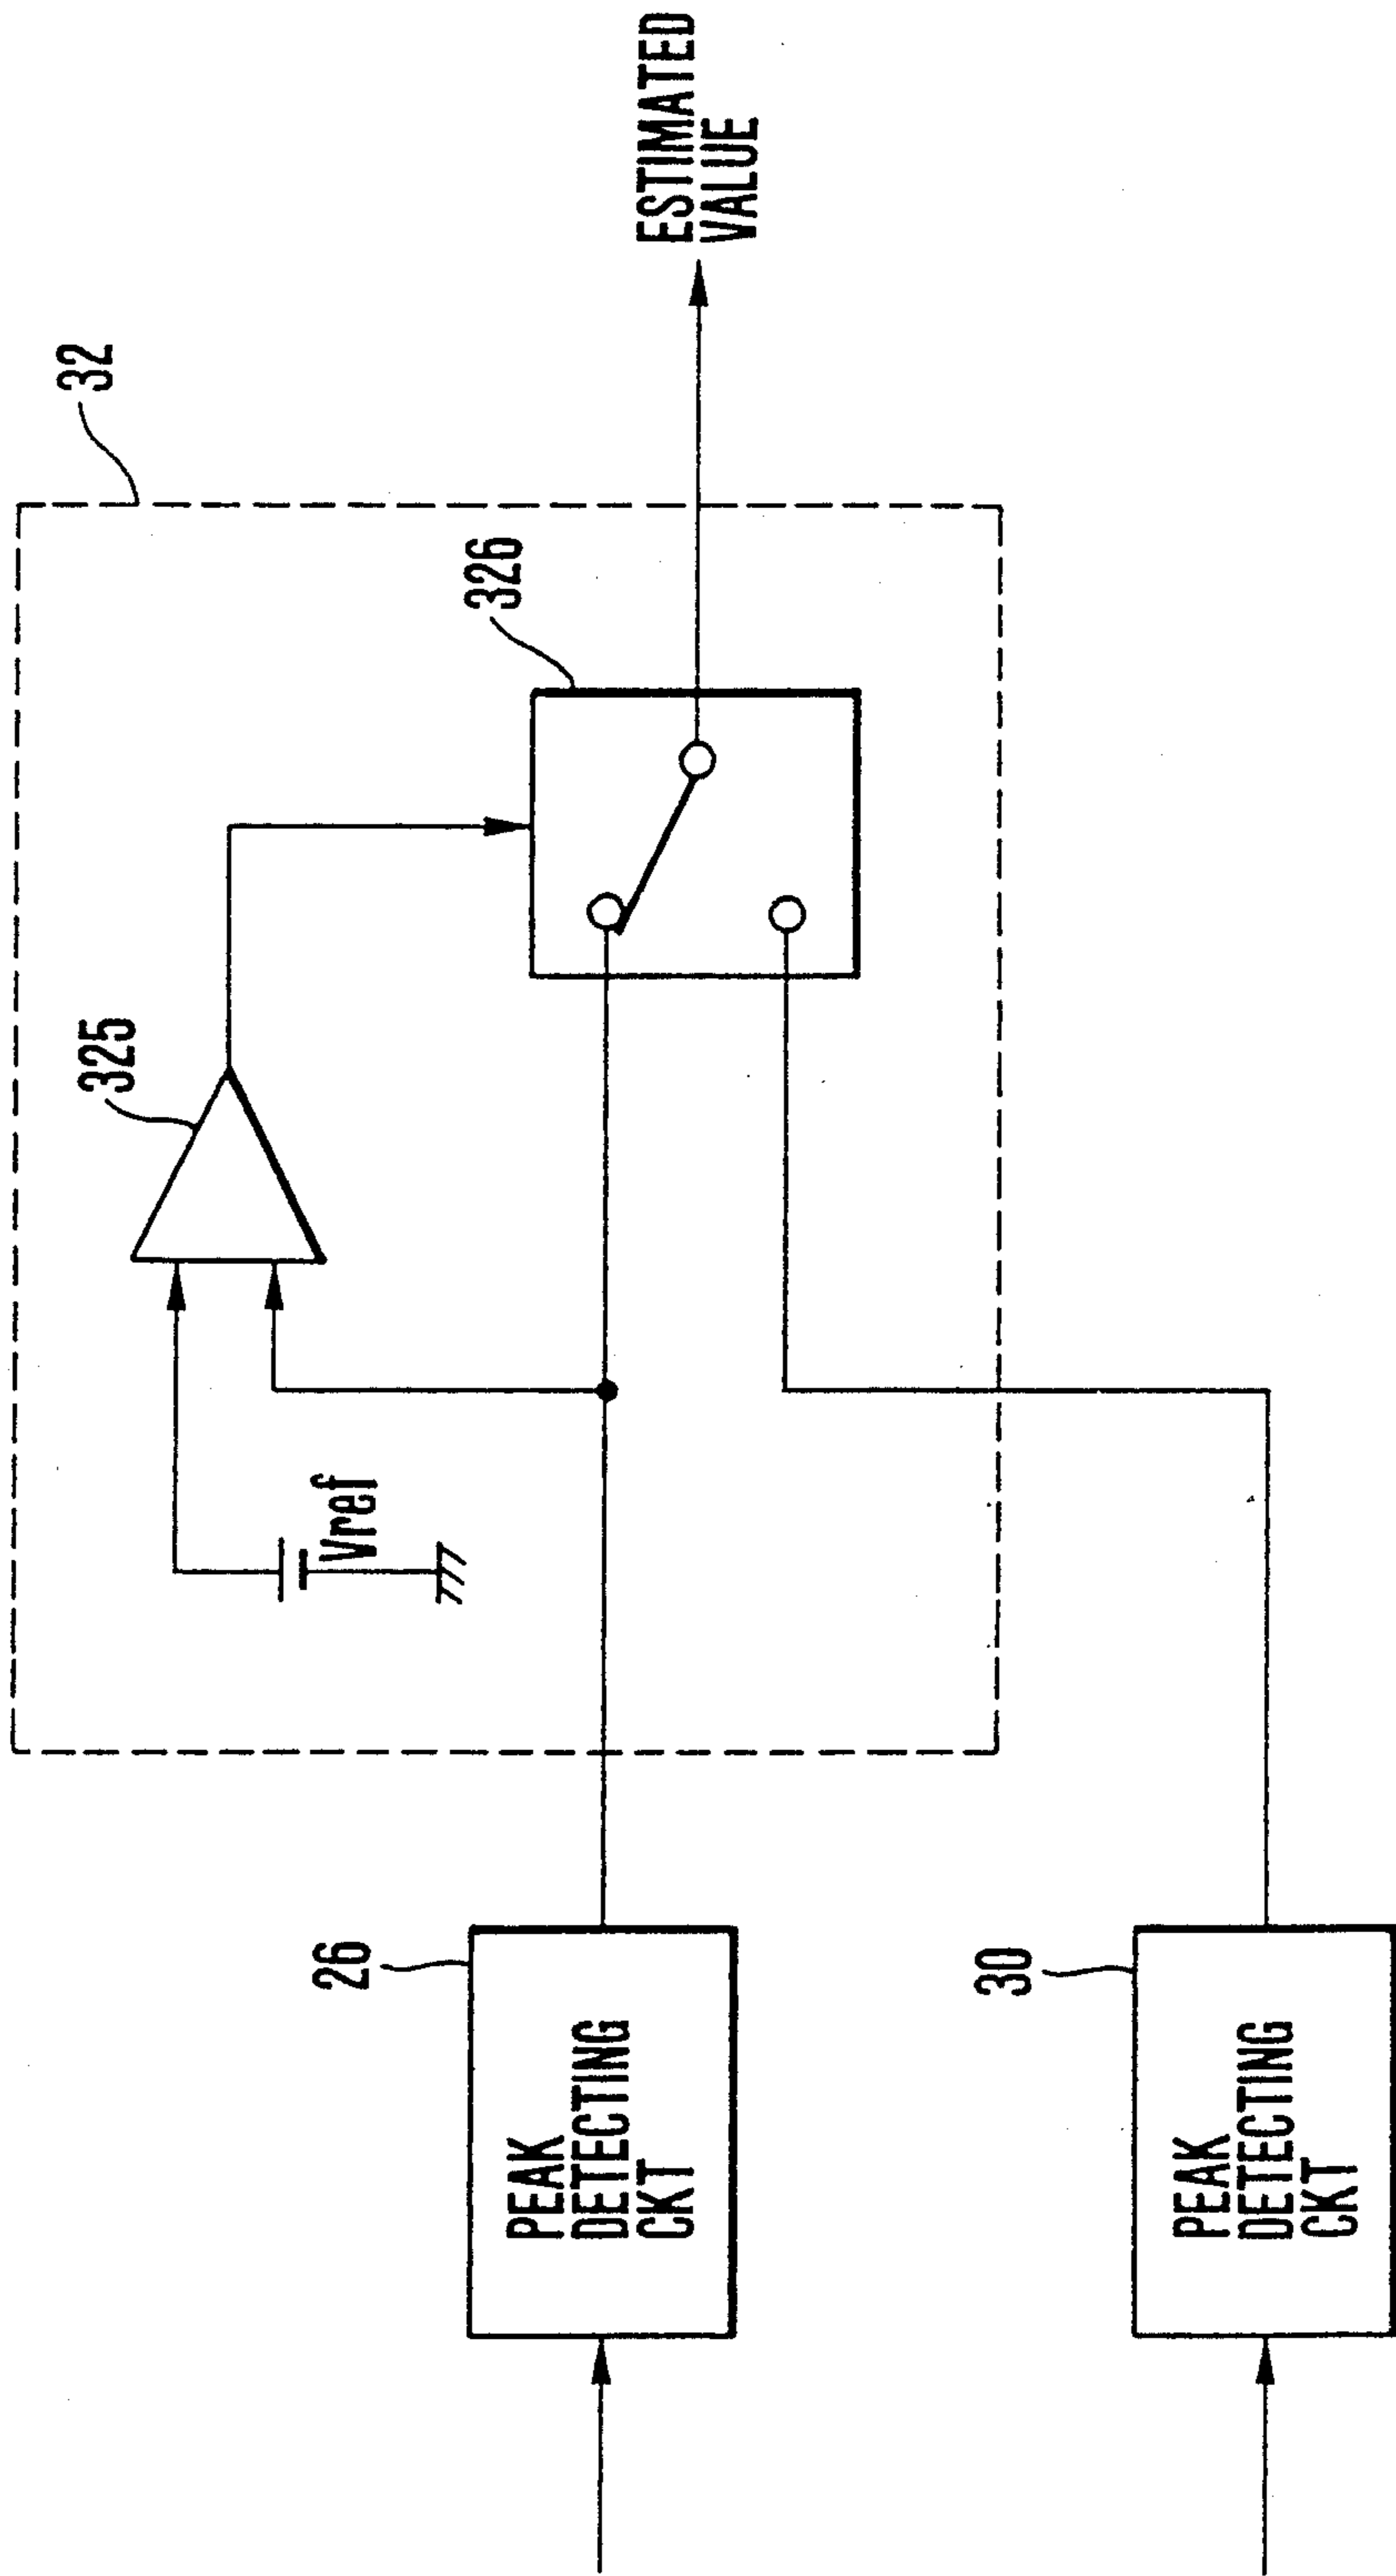 32
325
326
Vref
ESTIMATED
VALUE
26
PEAK
DETECTING
CKT
30
PEAK
DETECTING
CKT